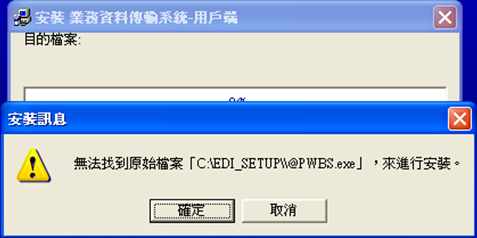 安裝 業務資料傳輸系統-用戶端
目的檔案:
安裝訊息
無法找到原始檔案「C:\EDI_SETUP\\@PWBS.exe」，來進行安裝。
確定
取消